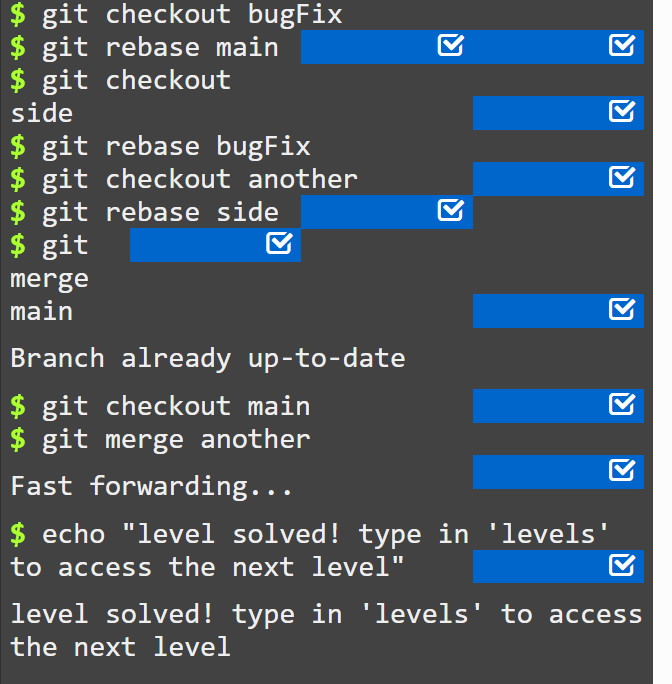 $ git checkout bugFix
$ git rebase main
$ git checkout
side
$ git rebase bugFix
$ git checkout another
$ git rebase side
$ git
merge
main
Branch already up-to-date
$ git checkout main
$ git merge another
Fast forwarding...
$ echo "level solved! type in 'levels'
to access the next level"
level solved! type in 'levels' to access
the next level